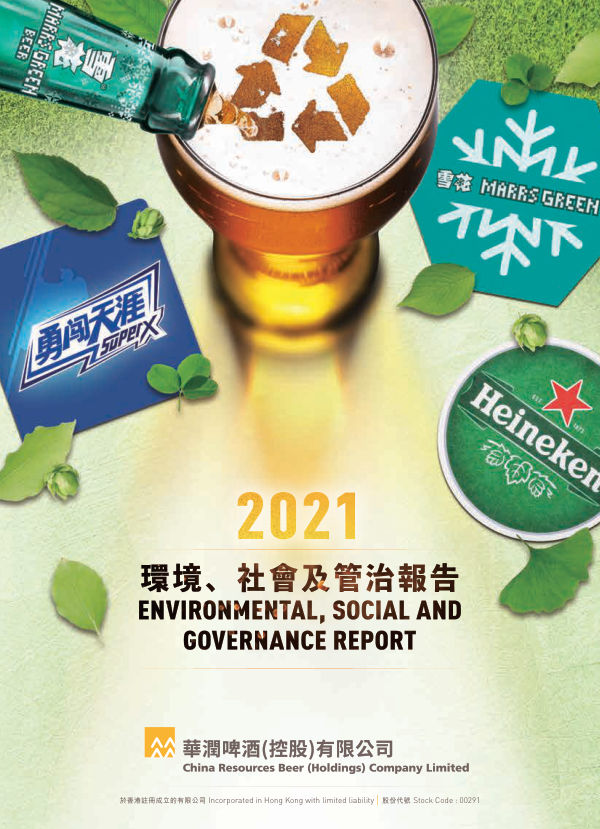 雪花
MARRS GREEN
BEER
雪花 MARRS GREEN
勇闯天涯
superX
EST.
1873
Heineken
2021
環境、社會及管治報告
ENVIRONMENTAL, SOCIAL AND
GOVERNANCE REPORT
華潤啤酒(控股)有限公司
China Resources Beer (Holdings) Company Limited
於香港註冊成立的有限公司 Incorporated in Hong Kong with limited liability | 股份代號 Stock Code : 00291